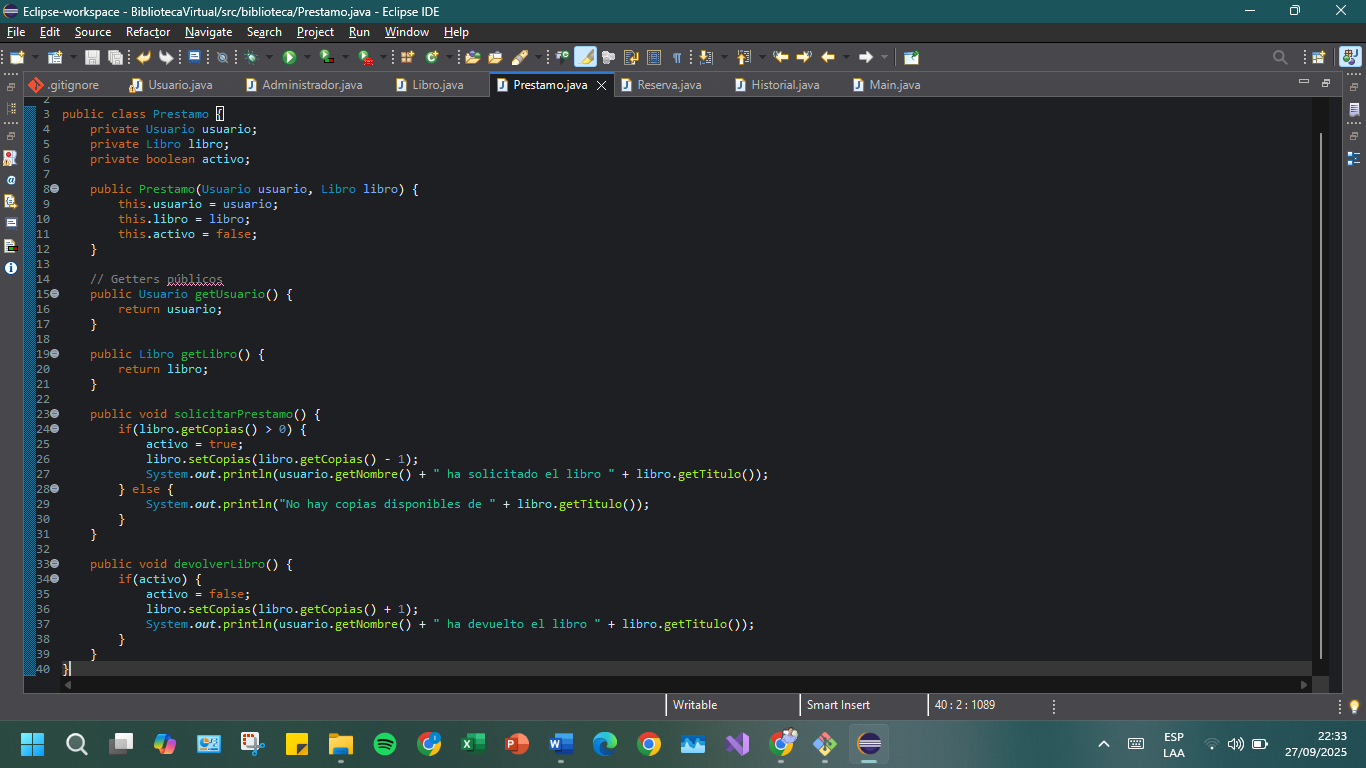 Eclipse-workspace - BibliotecaVirtual/src/biblioteca/Prestamo.java - Eclipse IDE
File Edit Source Refactor Navigate Search Project Run Window Help
.gitignore Usuario.java Administrador.java Libro.java Prestamo.java Reserva.java Historial.java Main.java
2
3 public class Prestamo {
4 private Usuario usuario;
5 private Libro libro;
6 private boolean activo;
7
8 public Prestamo(Usuario usuario, Libro libro) {
9 this.usuario = usuario;
10 this.libro = libro;
11 this.activo = false;
12 }
13
14 // Getters públicos
15 public Usuario getUsuario() {
16 return usuario;
17 }
18
19 public Libro getLibro() {
20 return libro;
21 }
22
23 public void solicitarPrestamo() {
24 if(libro.getCopias() > 0) {
25 activo = true;
26 libro.setCopias(libro.getCopias() - 1);
27 System.out.println(usuario.getNombre() + " ha solicitado el libro " + libro.getTitulo());
28 } else {
29 System.out.println("No hay copias disponibles de " + libro.getTitulo());
30 }
31 }
32
33 public void devolverLibro() {
34 if(activo) {
35 activo = false;
36 libro.setCopias(libro.getCopias() + 1);
37 System.out.println(usuario.getNombre() + " ha devuelto el libro " + libro.getTitulo());
38 }
39 }
40 }
Writable Smart Insert 40 : 2 : 1089
ESP 22:33
LAA 27/09/2025